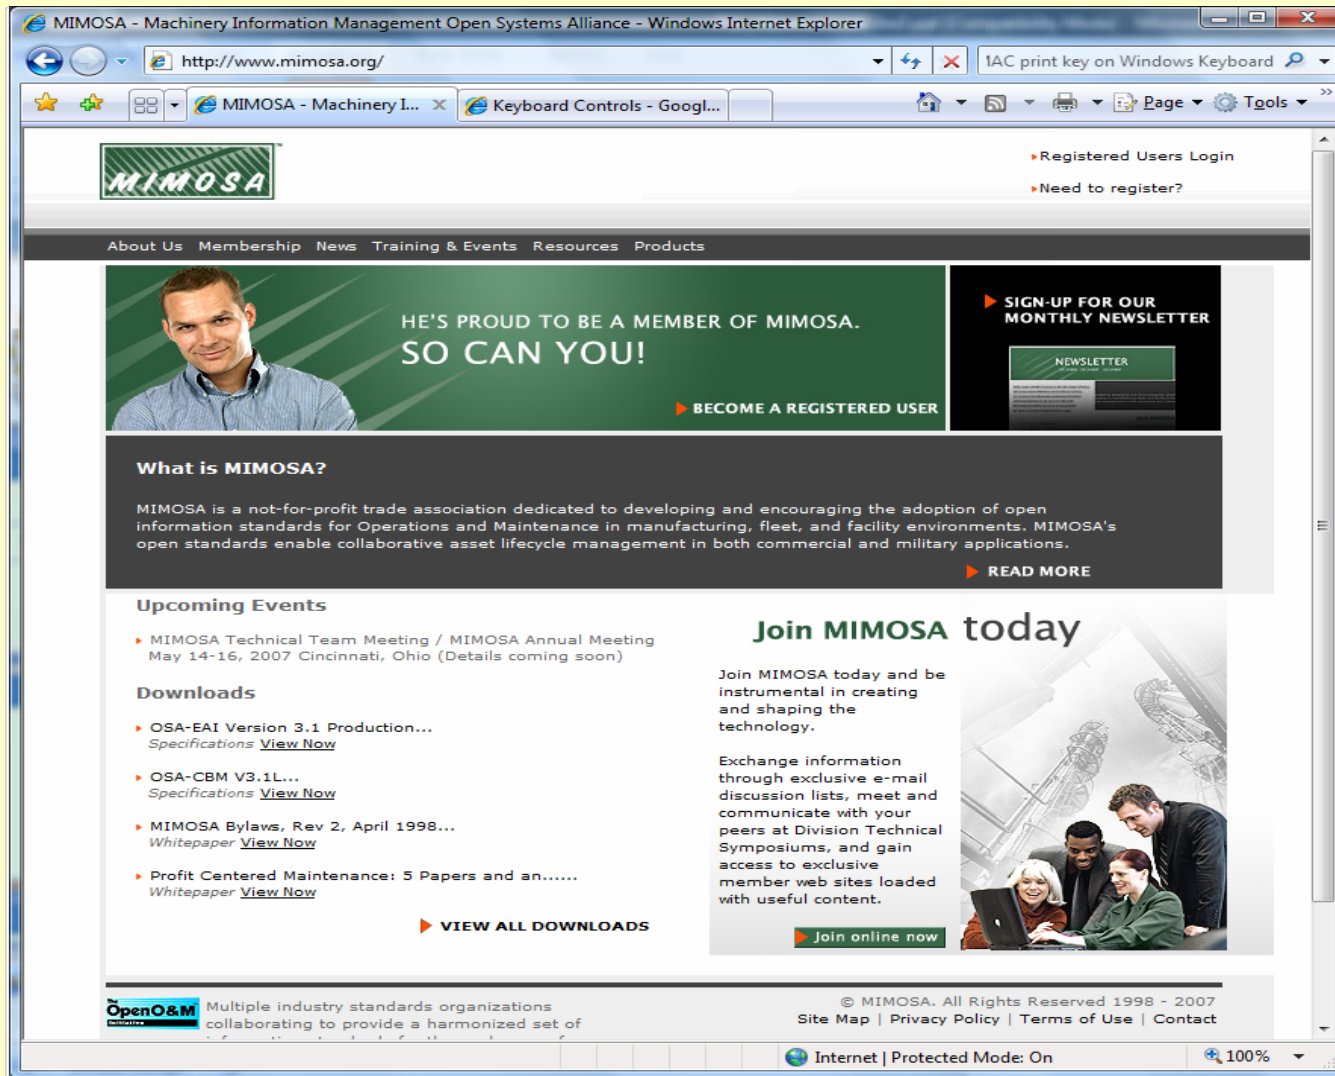 MIMOSA - Machinery Information Management Open Systems Alliance - Windows Internet Explorer
http://www.mimosa.org/
1AC print key on Windows Keyboard
MIMOSA - Machinery I...
Keyboard Controls - Googl...
Page
Tools
MIMOSA
Registered Users Login
Need to register?
About Us Membership News Training & Events Resources Products
HE'S PROUD TO BE A MEMBER OF MIMOSA.
SO CAN YOU!
BECOME A REGISTERED USER
SIGN-UP FOR OUR
MONTHLY NEWSLETTER
NEWSLETTER
What is MIMOSA?
MIMOSA is a not-for-profit trade association dedicated to developing and encouraging the adoption of open
information standards for Operations and Maintenance in manufacturing, fleet, and facility environments. MIMOSA's
open standards enable collaborative asset lifecycle management in both commercial and military applications.
READ MORE
Upcoming Events
MIMOSA Technical Team Meeting / MIMOSA Annual Meeting
May 14-16, 2007 Cincinnati, Ohio (Details coming soon)
Downloads
OSA-EAI Version 3.1 Production...
Specifications View Now
OSA-CBM V3.1L...
Specifications View Now
MIMOSA Bylaws, Rev 2, April 1998...
Whitepaper View Now
Profit Centered Maintenance: 5 Papers and an......
Whitepaper View Now
VIEW ALL DOWNLOADS
Join MIMOSA today
Join MIMOSA today and be
instrumental in creating
and shaping the
technology.
Exchange information
through exclusive e-mail
discussion lists, meet and
communicate with your
peers at Division Technical
Symposiums, and gain
access to exclusive
member web sites loaded
with useful content.
Join online now
The
OpenO&M
Initiative
Multiple industry standards organizations
collaborating to provide a harmonized set of
© MIMOSA. All Rights Reserved 1998 - 2007
Site Map | Privacy Policy | Terms of Use | Contact
Internet | Protected Mode: On
100%